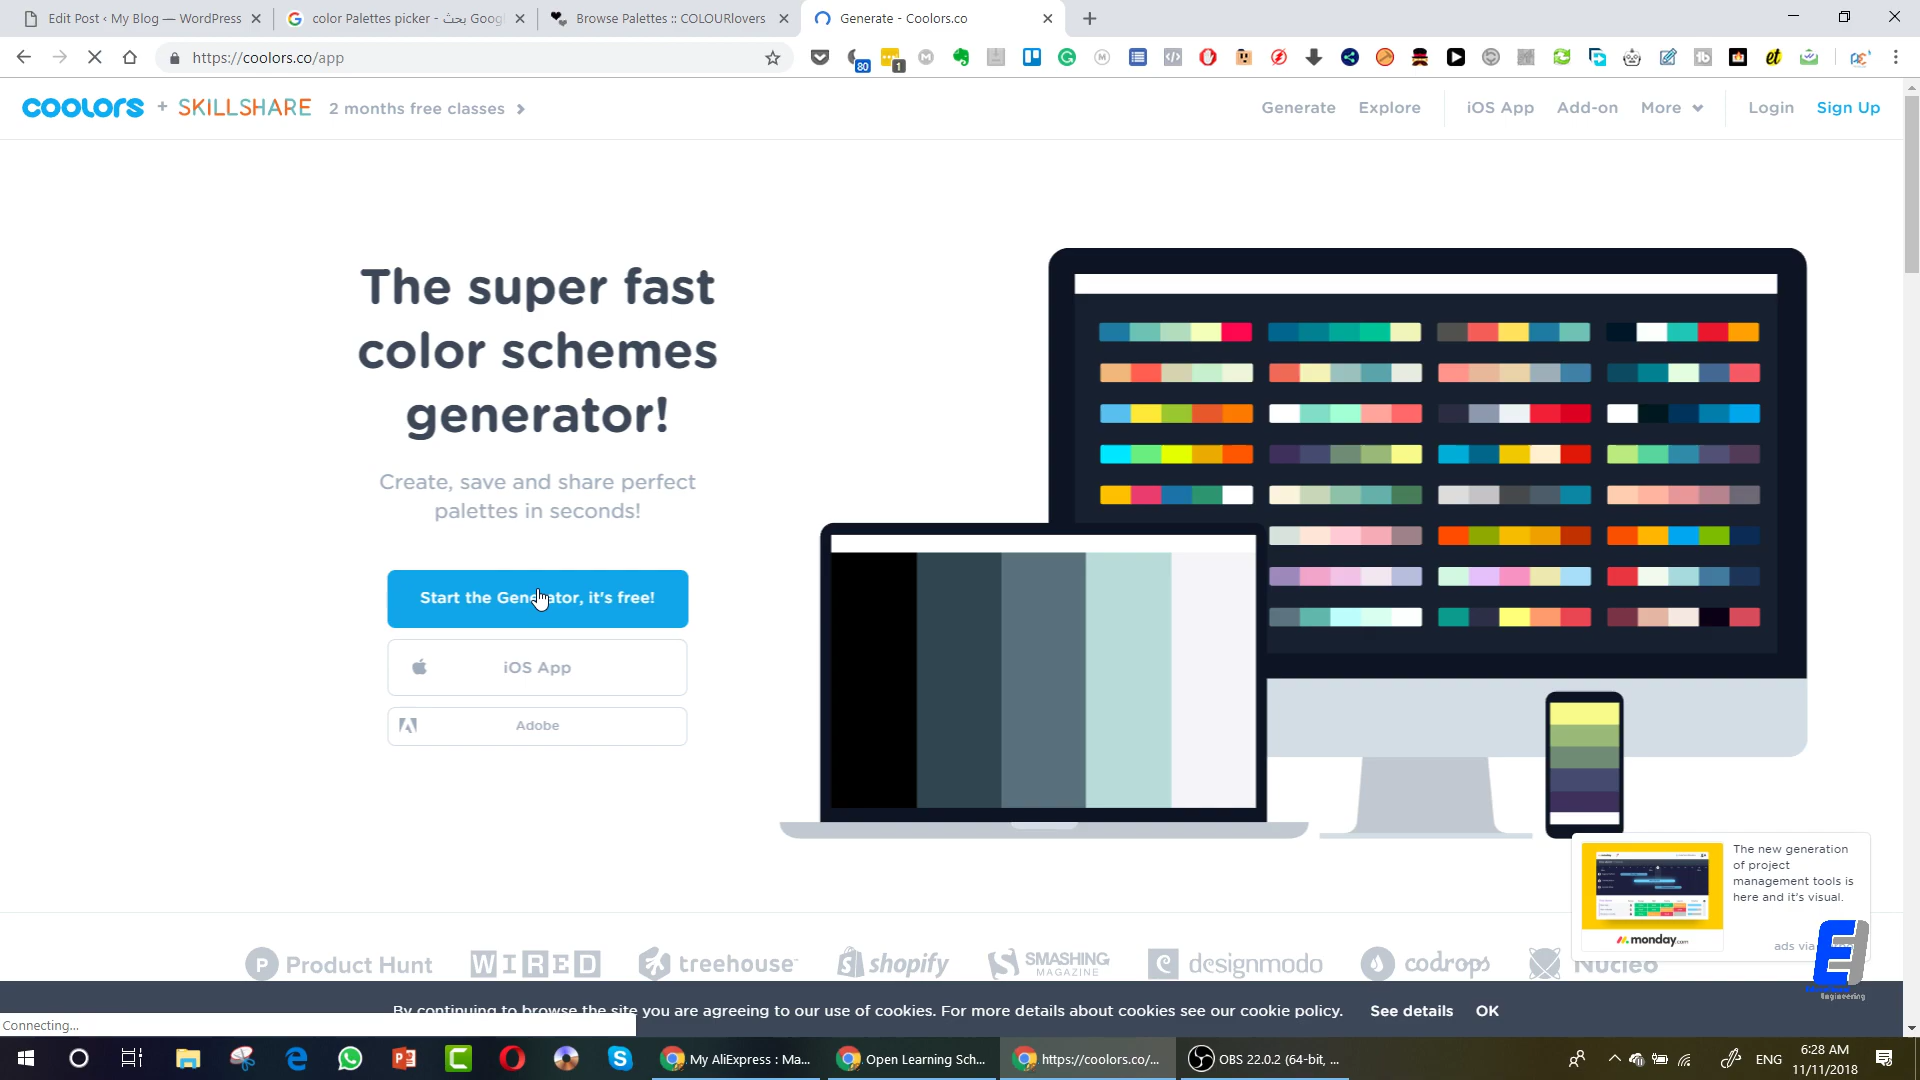 Edit Post ‹ My Blog — WordPress
color Palettes picker - بحث Goog
Browse Palettes :: COLOURlovers
Generate - Coolors.co
https://coolors.co/app
80
1
coolors + SKILLSHARE 2 months free classes
Generate Explore iOS App Add-on More Login Sign Up
The super fast
color schemes
generator!
Create, save and share perfect
palettes in seconds!
Start the Generator, it's free!
iOS App
Adobe
The new generation
of project
management tools is
here and it's visual.
monday.com
ads via
Engineering
Product Hunt WIRED treehouse shopify SMASHING MAGAZINE designmodo codrops Nucleo
By continuing to browse the site you are agreeing to our use of cookies. For more details about cookies see our cookie policy. See details OK
Connecting...
My AliExpress : Ma...
Open Learning Sch...
https://coolors.co/...
OBS 22.0.2 (64-bit, ...
ENG
6:28 AM
11/11/2018